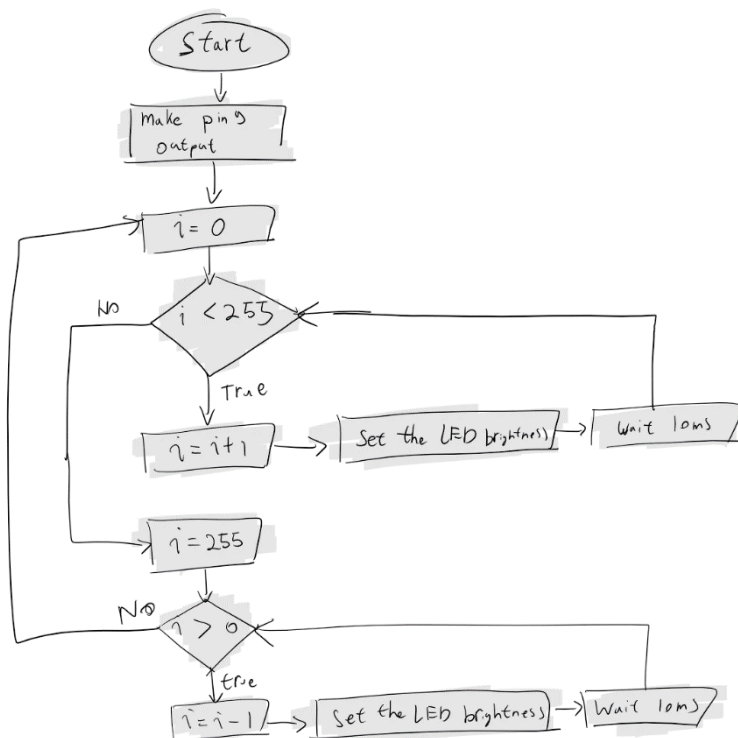 Start
Make pin 9
output
i = 0
i < 255
No
True
i = i + 1
Set the LED brightness
Wait 10ms
i = 255
No
i > 0
true
i = i - 1
Set the LED brightness
Wait 10ms